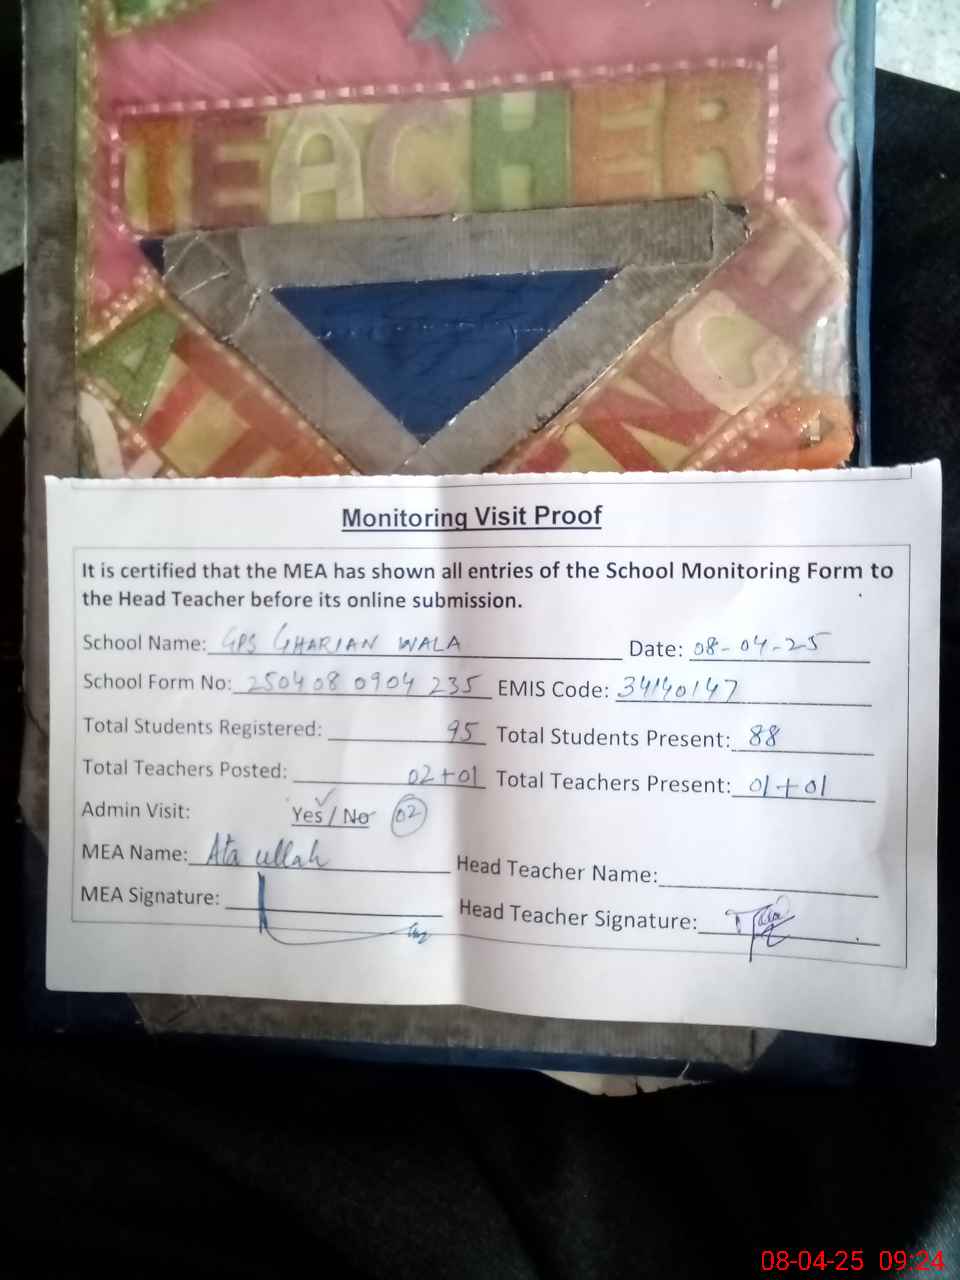 TEACHER
Monitoring Visit Proof
It is certified that the MEA has shown all entries of the School Monitoring Form to
the Head Teacher before its online submission.
School Name: GPS GHARIAN WALA Date: 08-04-25
School Form No: 2504080904235 EMIS Code: 34140147
Total Students Registered: 95 Total Students Present: 88
Total Teachers Posted: 02+01 Total Teachers Present: 01+01
Admin Visit: Yes / No 02
MEA Name: Ata ullah Head Teacher Name:
MEA Signature: Head Teacher Signature:
08-04-25 09:24